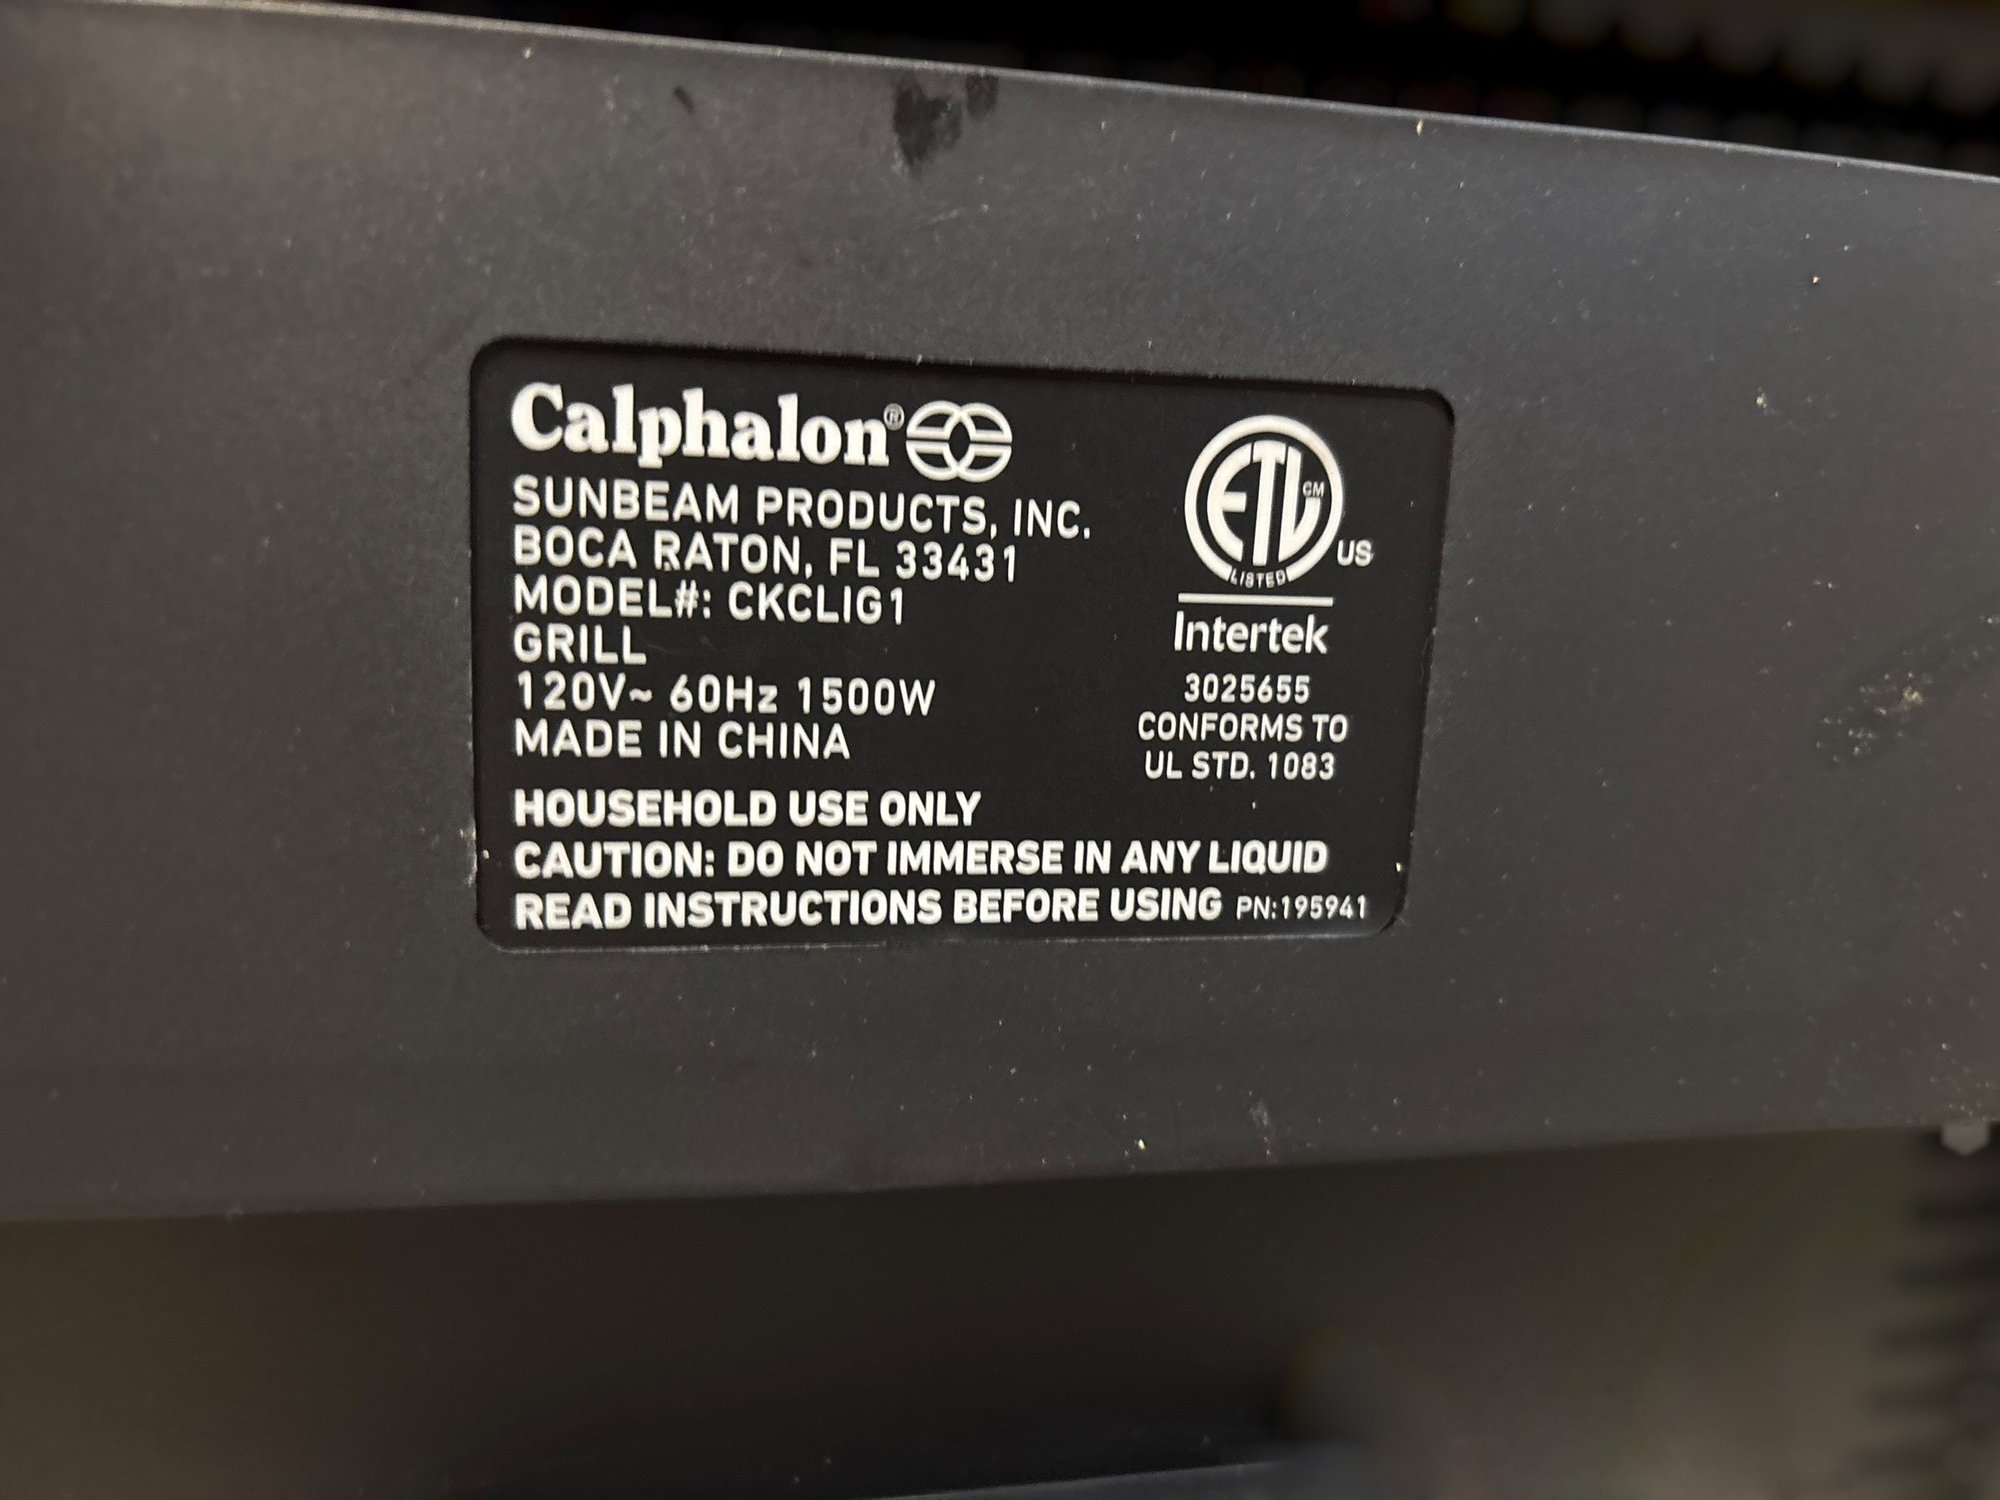 Calphalon®
SUNBEAM PRODUCTS, INC.
BOCA RATON, FL 33431
MODEL#: CKCLIG1
GRILL
120V~ 60Hz 1500W
MADE IN CHINA
HOUSEHOLD USE ONLY
CAUTION: DO NOT IMMERSE IN ANY LIQUID
READ INSTRUCTIONS BEFORE USING PN:195941
ETL CM
LISTED
US
Intertek
3025655
CONFORMS TO
UL STD. 1083